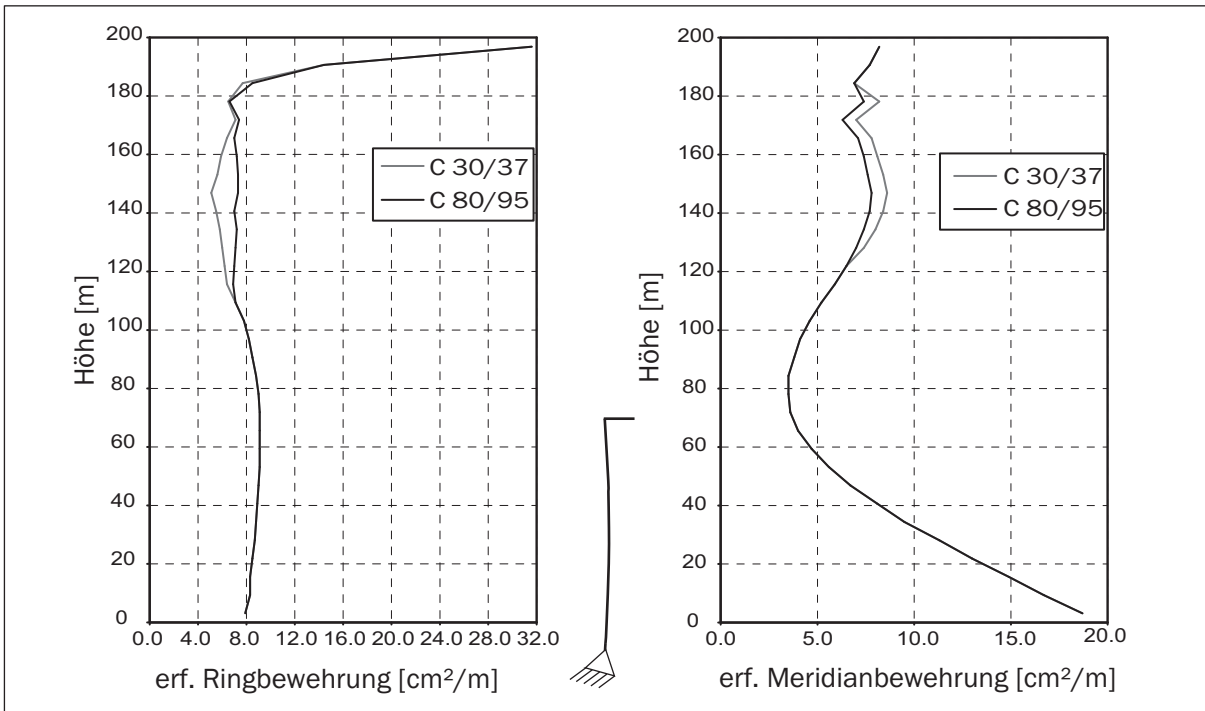 200
180
160
140
120
100
80
60
40
20
0
Höhe [m]
C 30/37
C 80/95
0.0 4.0 8.0 12.0 16.0 20.0 24.0 28.0 32.0
erf. Ringbewehrung [cm²/m]
200
180
160
140
120
100
80
60
40
20
0
Höhe [m]
C 30/37
C 80/95
0.0 5.0 10.0 15.0 20.0
erf. Meridianbewehrung [cm²/m]